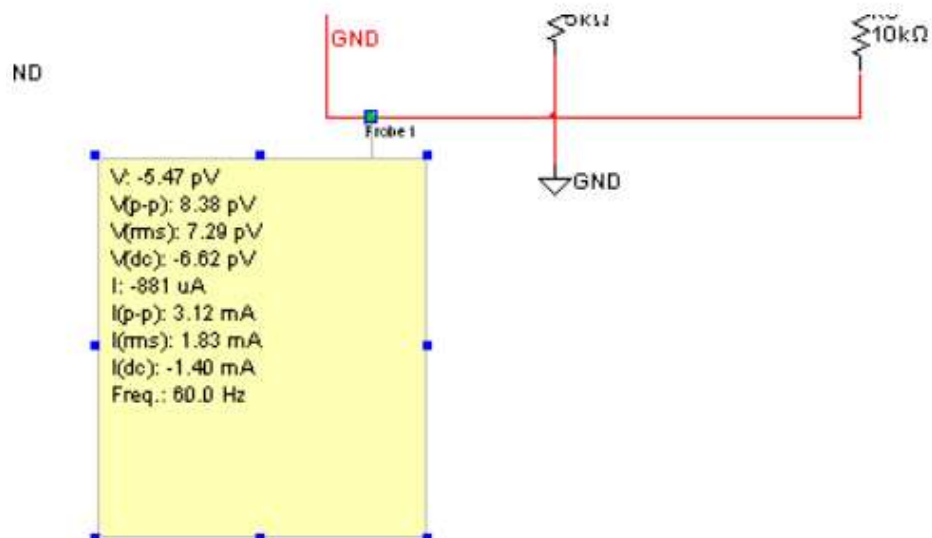 GND
5kΩ
10kΩ
ND
Probe 1
V: -5.47 pV
V(p-p): 8.38 pV
V(rms): 7.29 pV
V(dc): -6.62 pV
I: -881 uA
I(p-p): 3.12 mA
I(rms): 1.83 mA
I(dc): -1.40 mA
Freq.: 60.0 Hz
GND